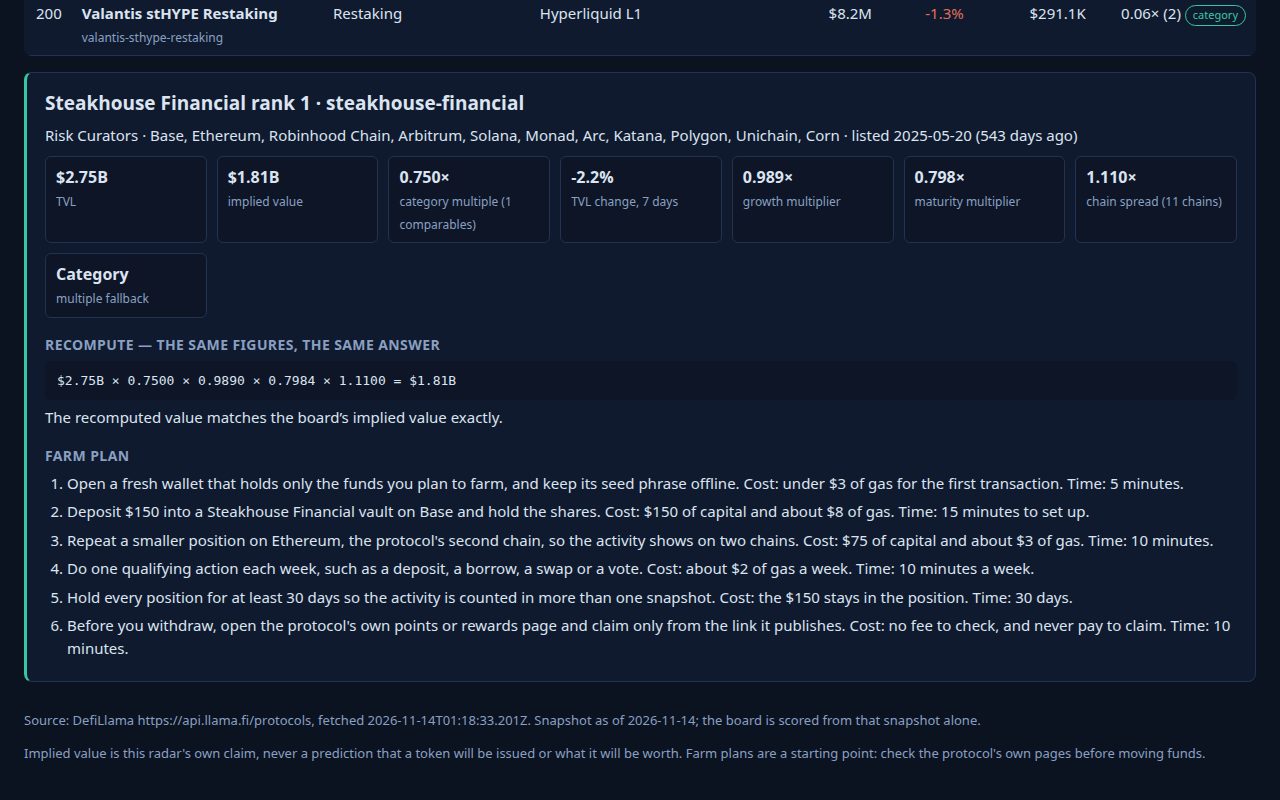 200 Valantis stHYPE Restaking Restaking Hyperliquid L1 $8.2M -1.3% $291.1K 0.06× (2) category
valantis-sthype-restaking
Steakhouse Financial rank 1 · steakhouse-financial
Risk Curators · Base, Ethereum, Robinhood Chain, Arbitrum, Solana, Monad, Arc, Katana, Polygon, Unichain, Corn · listed 2025-05-20 (543 days ago)
$2.75B $1.81B 0.750× -2.2% 0.989× 0.798× 1.110×
TVL implied value category multiple (1 TVL change, 7 days growth multiplier maturity multiplier chain spread (11 chains)
comparables)
Category
multiple fallback
RECOMPUTE — THE SAME FIGURES, THE SAME ANSWER
$2.75B × 0.7500 × 0.9890 × 0.7984 × 1.1100 = $1.81B
The recomputed value matches the board's implied value exactly.
FARM PLAN
1. Open a fresh wallet that holds only the funds you plan to farm, and keep its seed phrase offline. Cost: under $3 of gas for the first transaction. Time: 5 minutes.
2. Deposit $150 into a Steakhouse Financial vault on Base and hold the shares. Cost: $150 of capital and about $8 of gas. Time: 15 minutes to set up.
3. Repeat a smaller position on Ethereum, the protocol's second chain, so the activity shows on two chains. Cost: $75 of capital and about $3 of gas. Time: 10 minutes.
4. Do one qualifying action each week, such as a deposit, a borrow, a swap or a vote. Cost: about $2 of gas a week. Time: 10 minutes a week.
5. Hold every position for at least 30 days so the activity is counted in more than one snapshot. Cost: the $150 stays in the position. Time: 30 days.
6. Before you withdraw, open the protocol's own points or rewards page and claim only from the link it publishes. Cost: no fee to check, and never pay to claim. Time: 10
minutes.
Source: DefiLlama https://api.llama.fi/protocols, fetched 2026-11-14T01:18:33.201Z. Snapshot as of 2026-11-14; the board is scored from that snapshot alone.
Implied value is this radar's own claim, never a prediction that a token will be issued or what it will be worth. Farm plans are a starting point: check the protocol's own pages before moving funds.